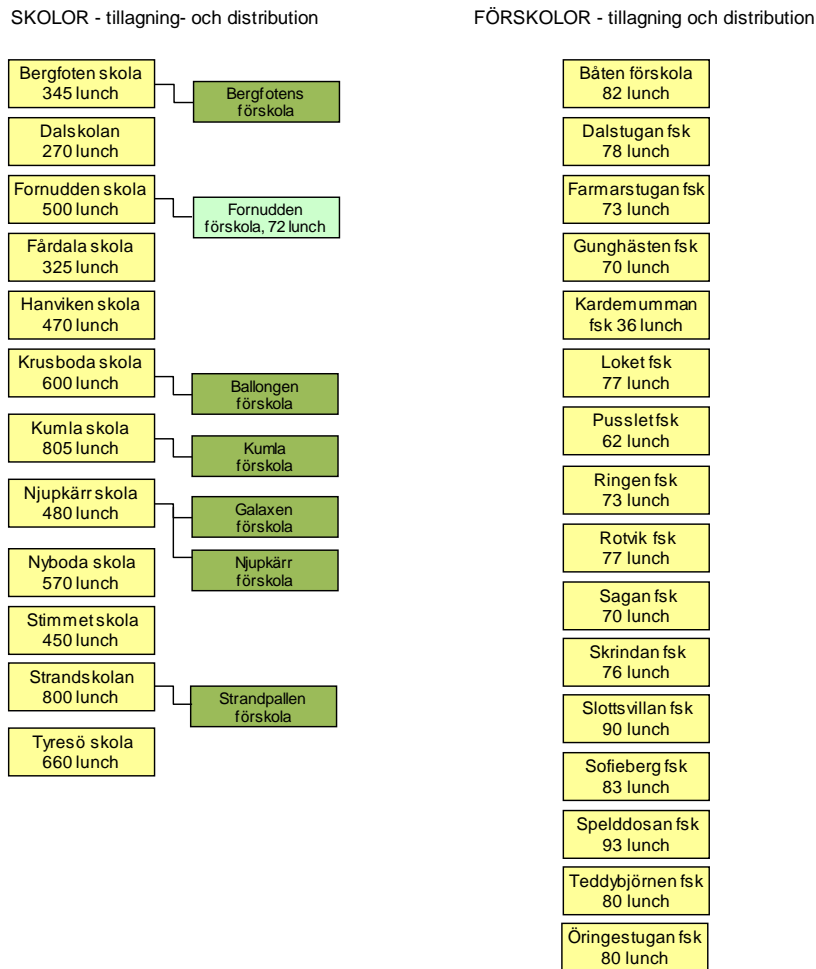 SKOLOR - tillagning- och distribution
Bergfoten skola
345 lunch
Bergfotens
förskola
Dalskolan
270 lunch
Fornudden skola
500 lunch
Fornudden
förskola, 72 lunch
Fårdala skola
325 lunch
Hanviken skola
470 lunch
Krusboda skola
600 lunch
Ballongen
förskola
Kumla skola
805 lunch
Kumla
förskola
Njupkärr skola
480 lunch
Galaxen
förskola
Njupkärr
förskola
Nyboda skola
570 lunch
Stimmet skola
450 lunch
Strandskolan
800 lunch
Strandpallen
förskola
Tyresö skola
660 lunch
FÖRSKOLOR - tillagning och distribution
Båten förskola
82 lunch
Dalstugan fsk
78 lunch
Farmarstugan fsk
73 lunch
Gunghästen fsk
70 lunch
Kardemumman
fsk 36 lunch
Loket fsk
77 lunch
Pusslet fsk
62 lunch
Ringen fsk
73 lunch
Rotvik fsk
77 lunch
Sagan fsk
70 lunch
Skrindan fsk
76 lunch
Slottsvillan fsk
90 lunch
Sofieberg fsk
83 lunch
Spelddosan fsk
93 lunch
Teddybjörnen fsk
80 lunch
Öringestugan fsk
80 lunch